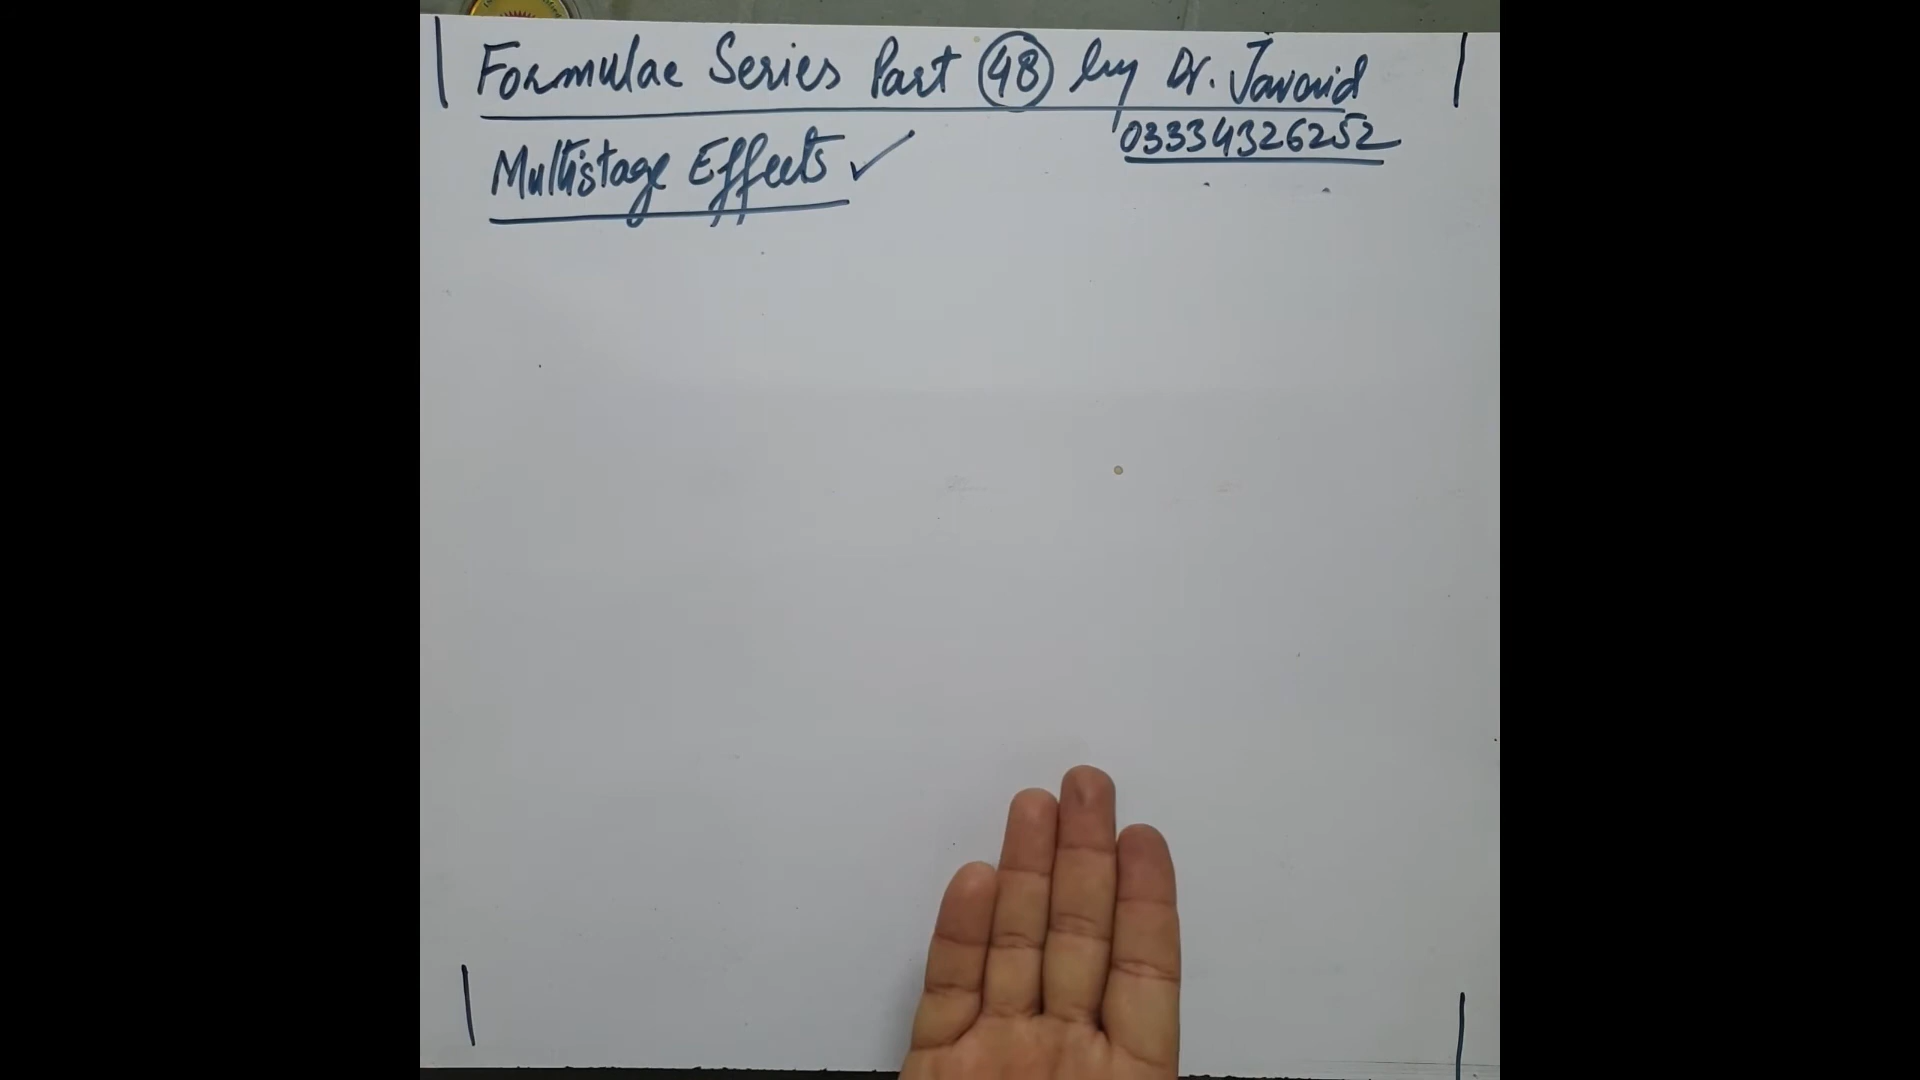 Formulae Series Part 48 by Dr. Javaid
03334326252
Multistage Effects ✓